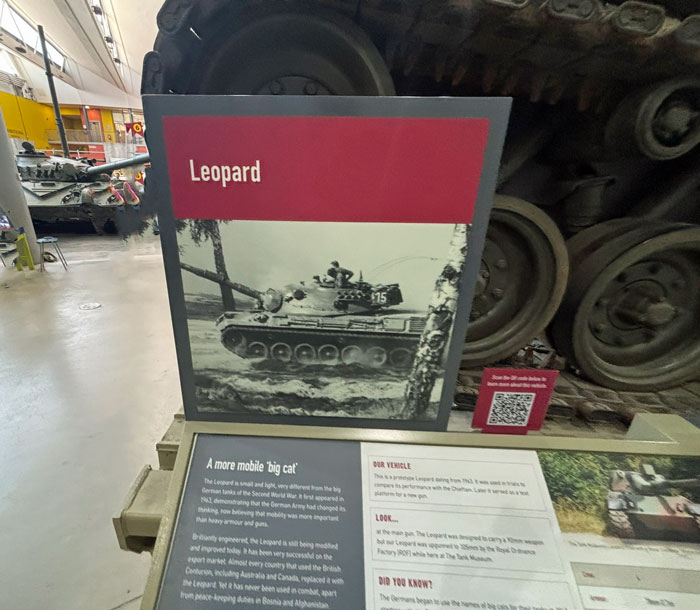 Leopard
15
Scan the QR code below to
learn more about this vehicle
A more mobile 'big cat'
The Leopard is small and light, very different from the big
German tanks of the Second World War. It first appeared in
1963, demonstrating that the German Army had changed its
thinking, now believing that mobility was more important
than heavy armour and guns.
Brilliantly engineered, the Leopard is still being modified
and improved today. It has been very successful on the
export market. Almost every country that used the British
Centurion, including Australia and Canada, replaced it with
the Leopard. Yet it has never been used in combat, apart
from peace-keeping duties in Bosnia and Afghanistan.
OUR VEHICLE
This is a prototype Leopard dating from 1963. It was used in trials to
compare its performance with the Chieftain. Later it served as a test
platform for a new gun.
LOOK...
at the main gun. The Leopard was designed to carry a 90mm weapon
but our Leopard was upgunned to 105mm by the Royal Ordnance
Factory (ROF) while here at The Tank Museum.
DID YOU KNOW?
The Germans began to use the names of big cats for their